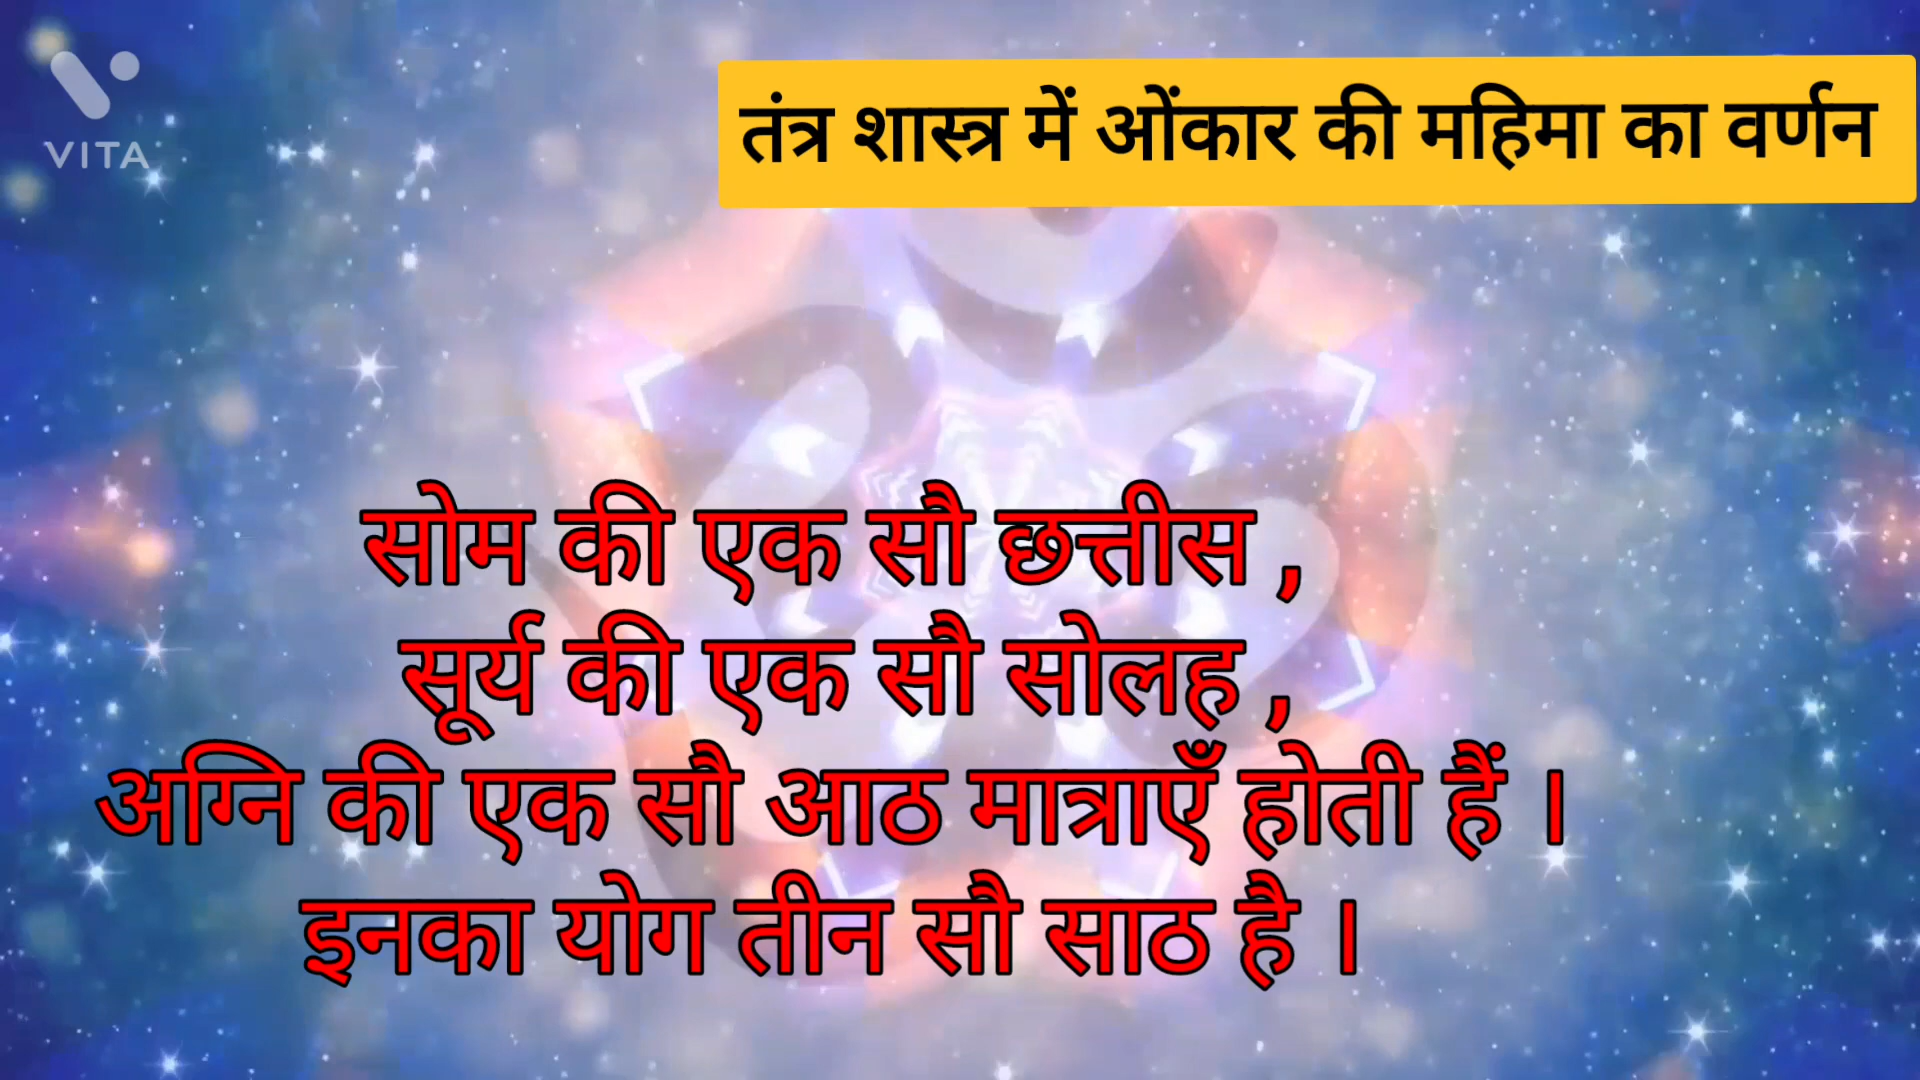 VITA
तंत्र शास्त्र में ओंकार की महिमा का वर्णन
सोम की एक सौ छत्तीस ,
सूर्य की एक सौ सोलह ,
अग्नि की एक सौ आठ मात्राएँ होती हैं ।
इनका योग तीन सौ साठ है ।